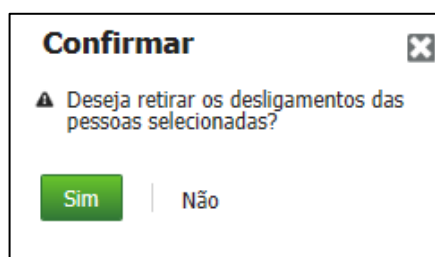 Confirmar
Deseja retirar os desligamentos das
pessoas selecionadas?
Sim
Não